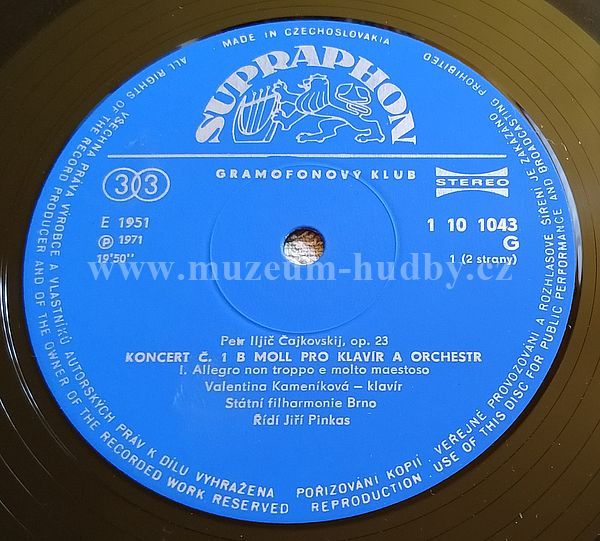 MADE IN CZECHOSLOVAKIA
SUPRAPHON
GRAMOFONOVÝ KLUB
33
STEREO
E 1951
℗ 1971
19'50''
1 10 1043
G
1 (2 strany)
www.muzeum-hudby.cz
Petr Iljič Čajkovskij, op. 23
KONCERT Č. 1 B MOLL PRO KLAVÍR A ORCHESTR
I. Allegro non troppo e molto maestoso
Valentina Kameníková – klavír
Státní filharmonie Brno
Řídí Jiří Pinkas
VŠECHNA PRÁVA VÝROBCE A VLASTNÍKŮ AUTORSKÝCH PRÁV K DÍLU VYHRAŽENA
ALL RIGHTS OF THE RECORD PRODUCER AND OF THE OWNER OF THE RECORDED WORK RESERVED
POŘIZOVÁNÍ KOPIÍ, VEŘEJNÉ PROVOZOVÁNÍ A ROZHLASOVÉ ŠÍŘENÍ JE ZAKÁZÁNO
REPRODUCTION, USE OF THIS DISC FOR PUBLIC PERFORMANCE AND BROADCASTING PROHIBITED